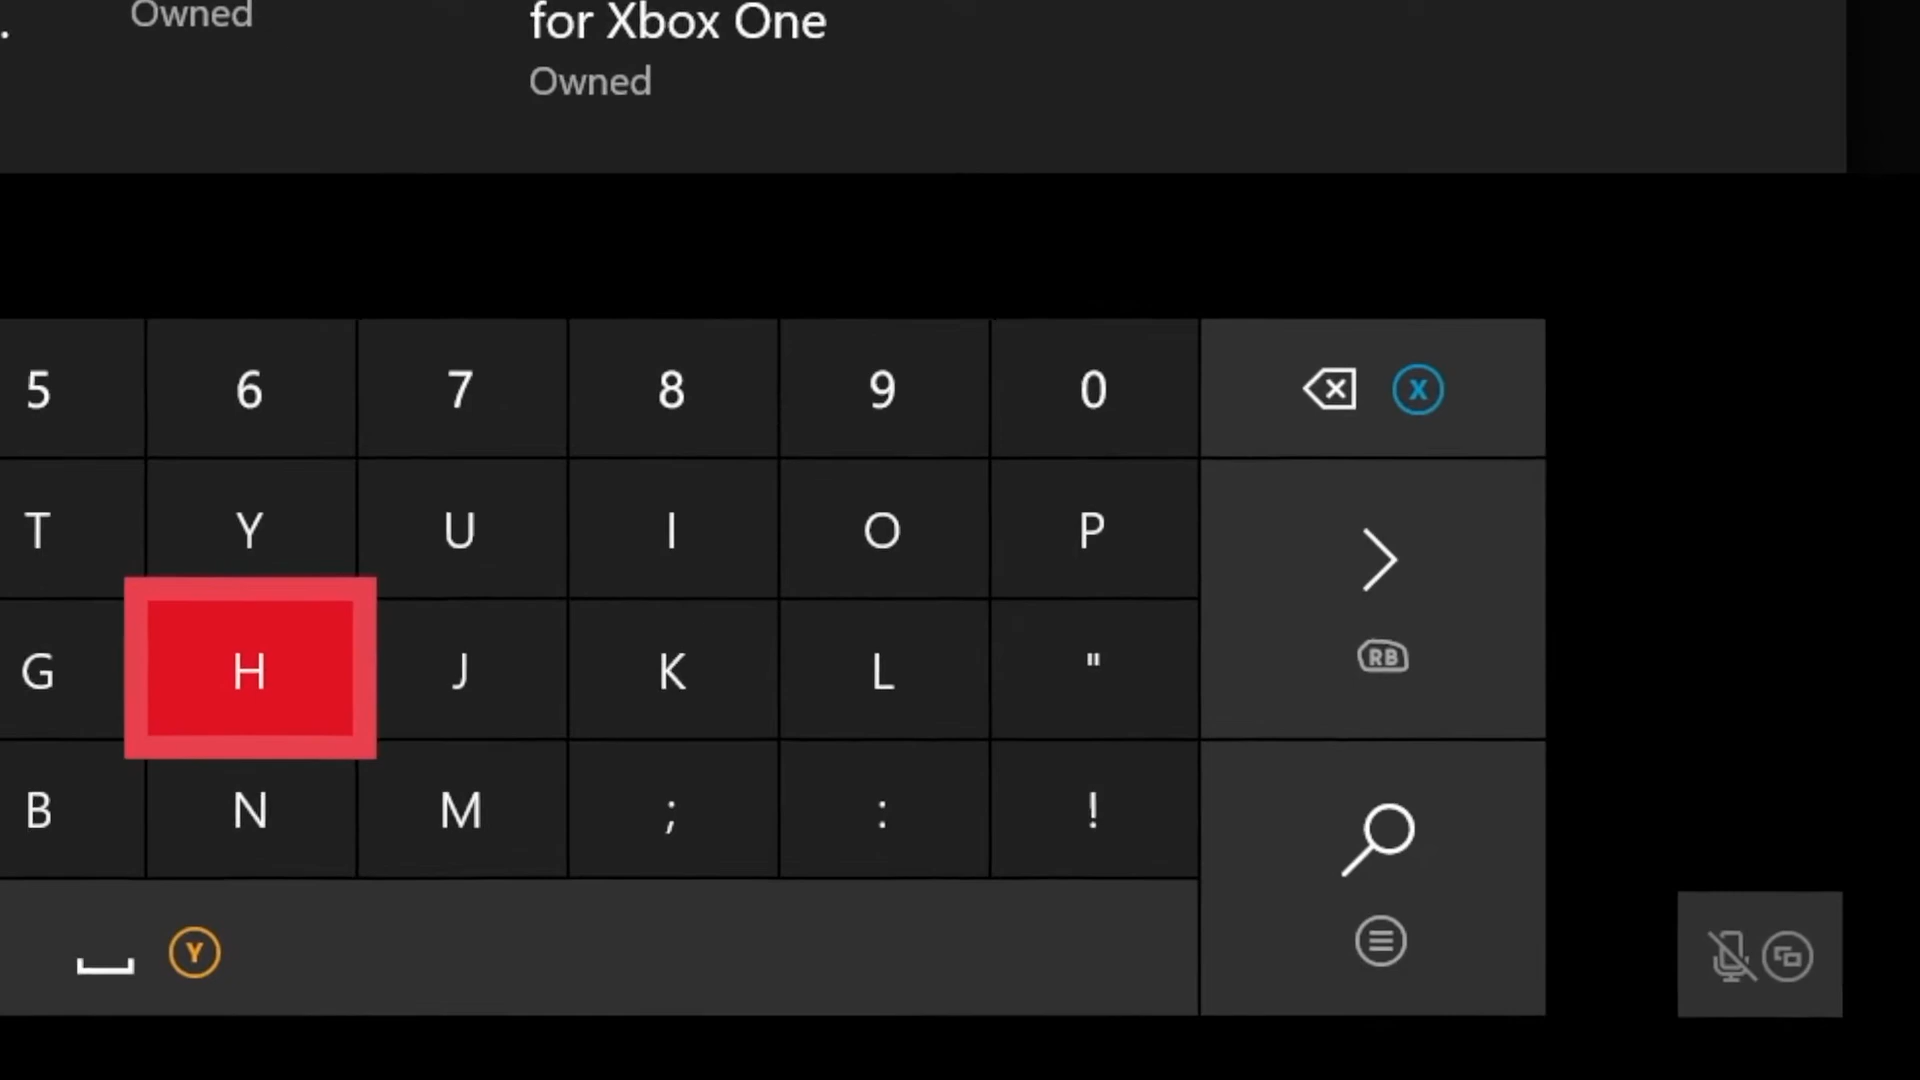 Owned
for Xbox One
Owned
5 6 7 8 9 0 X
T Y U I O P
G H J K L "
RB
B N M ; : !
Y